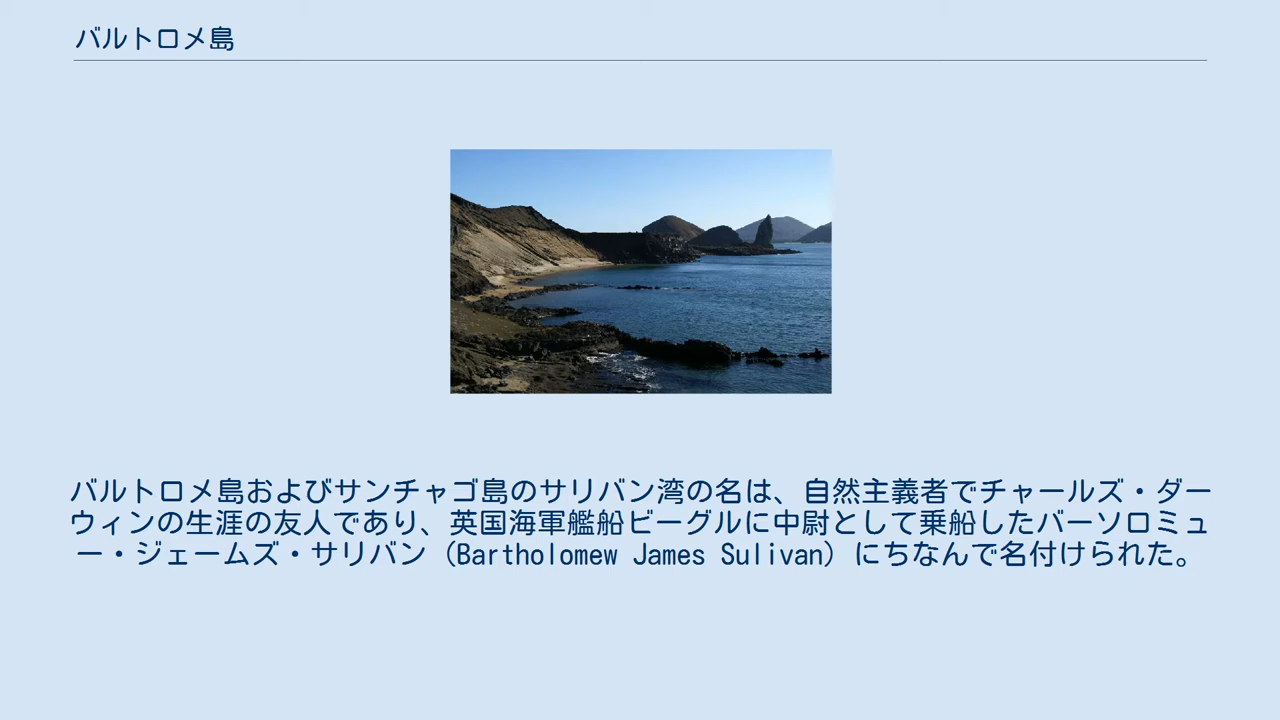 バルトロメ島
バルトロメ島およびサンチャゴ島のサリバン湾の名は、自然主義者でチャールズ・ダー
ウィンの生涯の友人であり、英国海軍艦船ビーグルに中尉として乗船したバーソロミュ
ー・ジェームズ・サリバン（Bartholomew James Sulivan）にちなんで名付けられた。